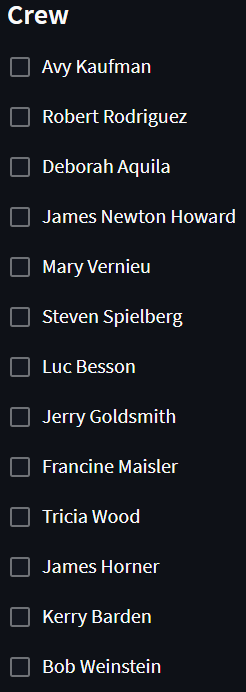 Crew
Avy Kaufman
Robert Rodriguez
Deborah Aquila
James Newton Howard
Mary Vernieu
Steven Spielberg
Luc Besson
Jerry Goldsmith
Francine Maisler
Tricia Wood
James Horner
Kerry Barden
Bob Weinstein